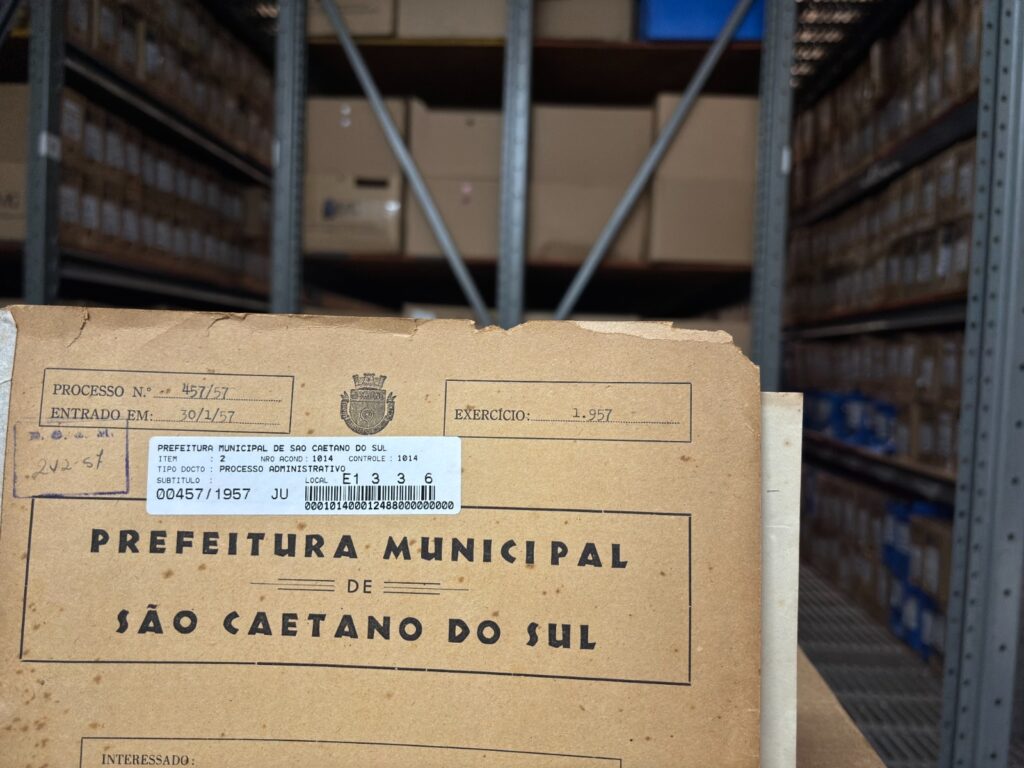 PROCESSO N.º 457/57
ENTRADO EM: 30/1/57
EXERCÍCIO: 1.957
242-57
PREFEITURA MUNICIPAL DE SAO CAETANO DO SUL
ITEM : 2 NRO ACOND : 1014 CONTROLE : 1014
TIPO DOCTO : PROCESSO ADMINISTRATIVO
SUBTITULO : LOCAL E1 3 3 6
00457/1957 JU
000101400012488000000000
PREFEITURA MUNICIPAL
DE
SÃO CAETANO DO SUL
INTERESSADO: